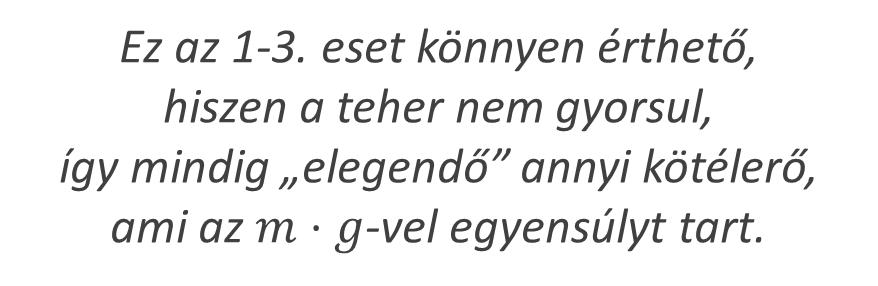 Ez az 1-3. eset könnyen érthető,
hiszen a teher nem gyorsul,
így mindig „elegendő” annyi kötélerő,
ami az m · g-vel egyensúlyt tart.